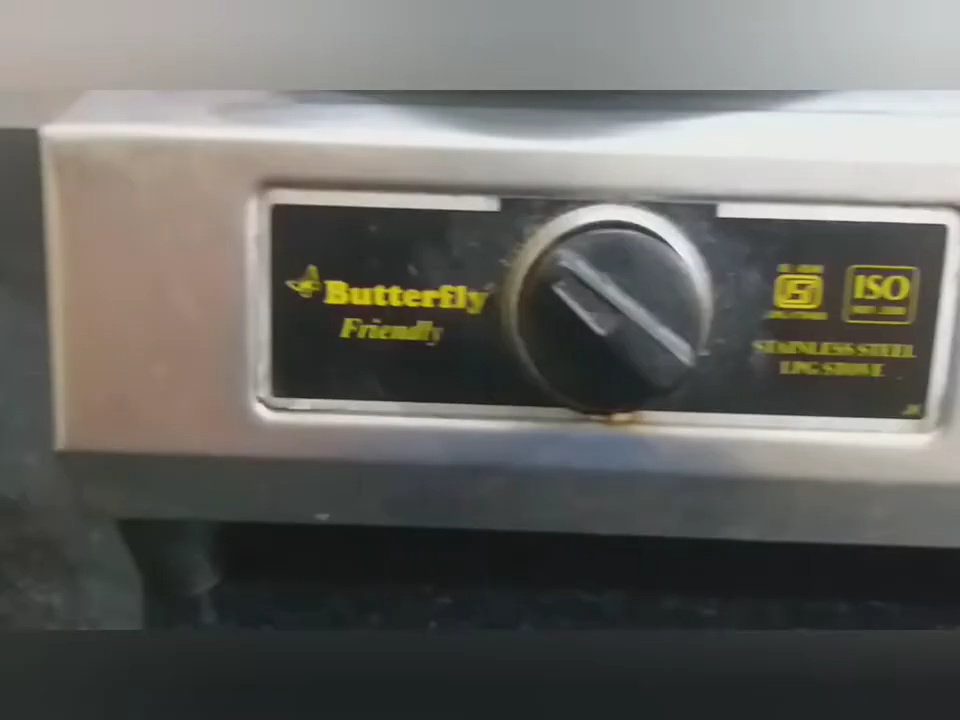 Butterfly
Friendly
ISO
STAINLESS STEEL
LPG STOVE